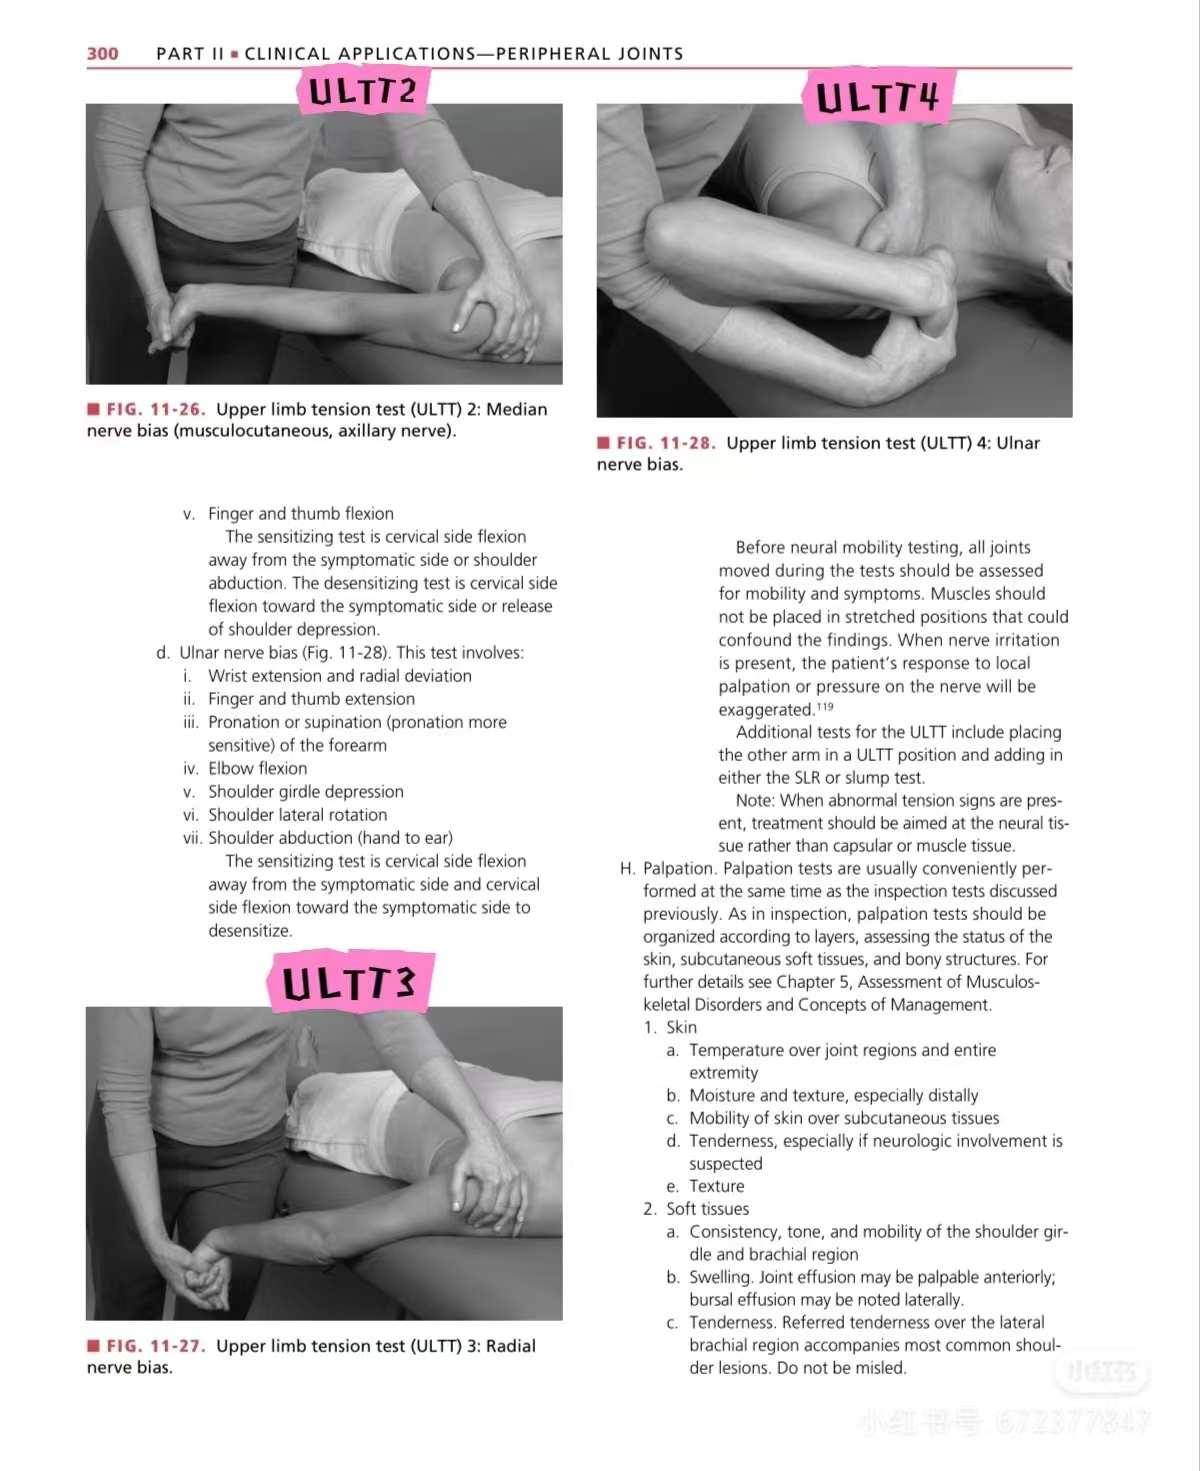 300 PART II ■ CLINICAL APPLICATIONS—PERIPHERAL JOINTS
ULTT2
■ FIG. 11-26. Upper limb tension test (ULTT) 2: Median
nerve bias (musculocutaneous, axillary nerve).
v. Finger and thumb flexion
The sensitizing test is cervical side flexion
away from the symptomatic side or shoulder
abduction. The desensitizing test is cervical side
flexion toward the symptomatic side or release
of shoulder depression.
d. Ulnar nerve bias (Fig. 11-28). This test involves:
i. Wrist extension and radial deviation
ii. Finger and thumb extension
iii. Pronation or supination (pronation more
sensitive) of the forearm
iv. Elbow flexion
v. Shoulder girdle depression
vi. Shoulder lateral rotation
vii. Shoulder abduction (hand to ear)
The sensitizing test is cervical side flexion
away from the symptomatic side and cervical
side flexion toward the symptomatic side to
desensitize.
ULTT3
■ FIG. 11-27. Upper limb tension test (ULTT) 3: Radial
nerve bias.
ULTT4
■ FIG. 11-28. Upper limb tension test (ULTT) 4: Ulnar
nerve bias.
Before neural mobility testing, all joints
moved during the tests should be assessed
for mobility and symptoms. Muscles should
not be placed in stretched positions that could
confound the findings. When nerve irritation
is present, the patient's response to local
palpation or pressure on the nerve will be
exaggerated.¹¹⁹
Additional tests for the ULTT include placing
the other arm in a ULTT position and adding in
either the SLR or slump test.
Note: When abnormal tension signs are pres-
ent, treatment should be aimed at the neural tis-
sue rather than capsular or muscle tissue.
H. Palpation. Palpation tests are usually conveniently per-
formed at the same time as the inspection tests discussed
previously. As in inspection, palpation tests should be
organized according to layers, assessing the status of the
skin, subcutaneous soft tissues, and bony structures. For
further details see Chapter 5, Assessment of Musculos-
keletal Disorders and Concepts of Management.
1. Skin
a. Temperature over joint regions and entire
extremity
b. Moisture and texture, especially distally
c. Mobility of skin over subcutaneous tissues
d. Tenderness, especially if neurologic involvement is
suspected
e. Texture
2. Soft tissues
a. Consistency, tone, and mobility of the shoulder gir-
dle and brachial region
b. Swelling. Joint effusion may be palpable anteriorly;
bursal effusion may be noted laterally.
c. Tenderness. Referred tenderness over the lateral
brachial region accompanies most common shoul-
der lesions. Do not be misled.
小红书
小红书号: 672377847